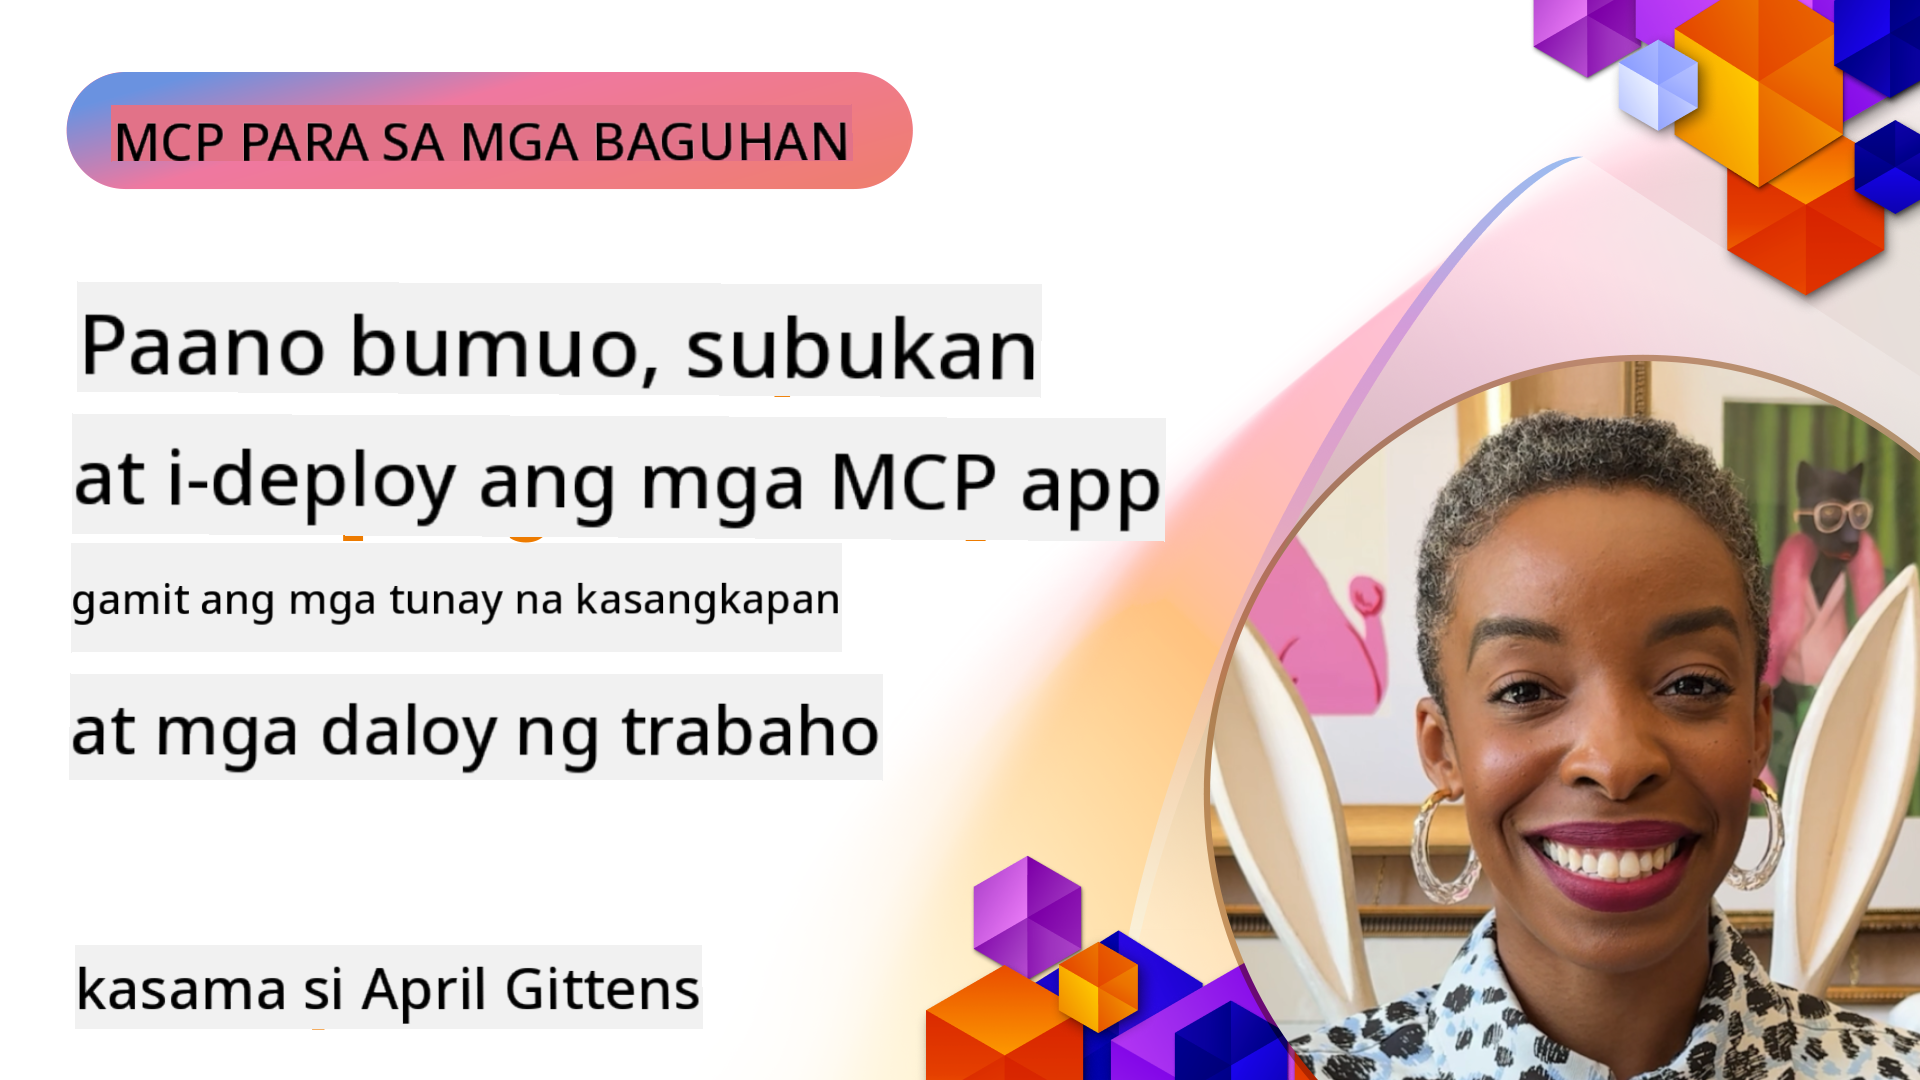 MCP PARA SA MGA BAGUHAN
Paano bumuo, subukan
at i-deploy ang mga MCP app
gamit ang mga tunay na kasangkapan
at mga daloy ng trabaho
kasama si April Gittens